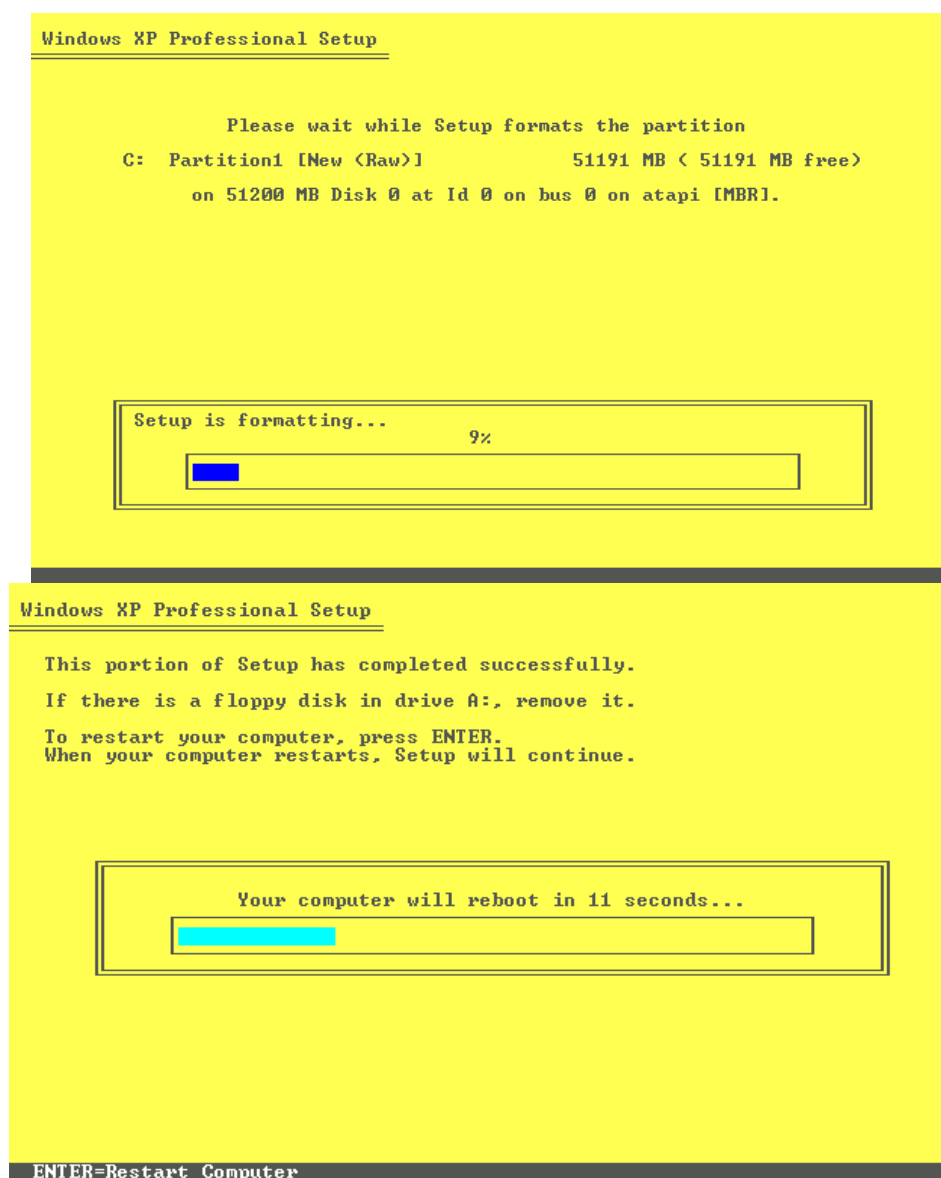 Windows XP Professional Setup
Please wait while Setup formats the partition
C: Partition1 [New (Raw)] 51191 MB ( 51191 MB free)
on 51200 MB Disk 0 at Id 0 on bus 0 on atapi [MBR].
Setup is formatting...
9%
Windows XP Professional Setup
This portion of Setup has completed successfully.
If there is a floppy disk in drive A:, remove it.
To restart your computer, press ENTER.
When your computer restarts, Setup will continue.
Your computer will reboot in 11 seconds...
ENTER=Restart Computer